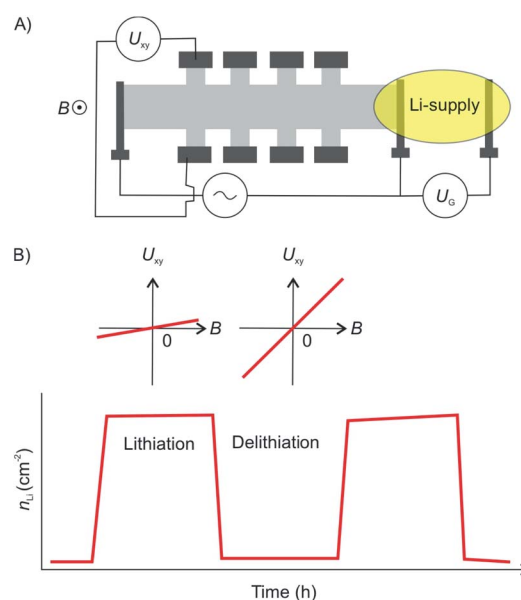 A)
Uxy
B
Li-supply
UG
B)
Uxy Uxy
B B
0 0
Lithiation Delithiation
nLi(cm-2)
Time (h)